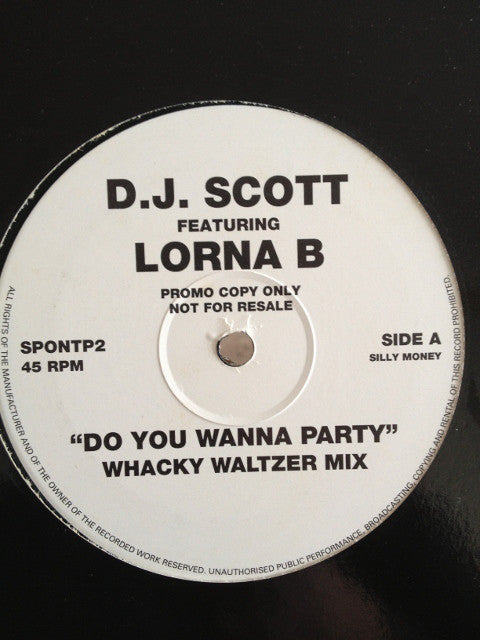 D.J. SCOTT
FEATURING
LORNA B
PROMO COPY ONLY
NOT FOR RESALE
SPONTP2
45 RPM
SIDE A
SILLY MONEY
"DO YOU WANNA PARTY"
WHACKY WALTZER MIX
ALL RIGHTS OF THE MANUFACTURER AND OF THE OWNER OF THE RECORDED WORK RESERVED. UNAUTHORISED PUBLIC PERFORMANCE, BROADCASTING, COPYING AND RENTAL OF THIS RECORD PROHIBITED.